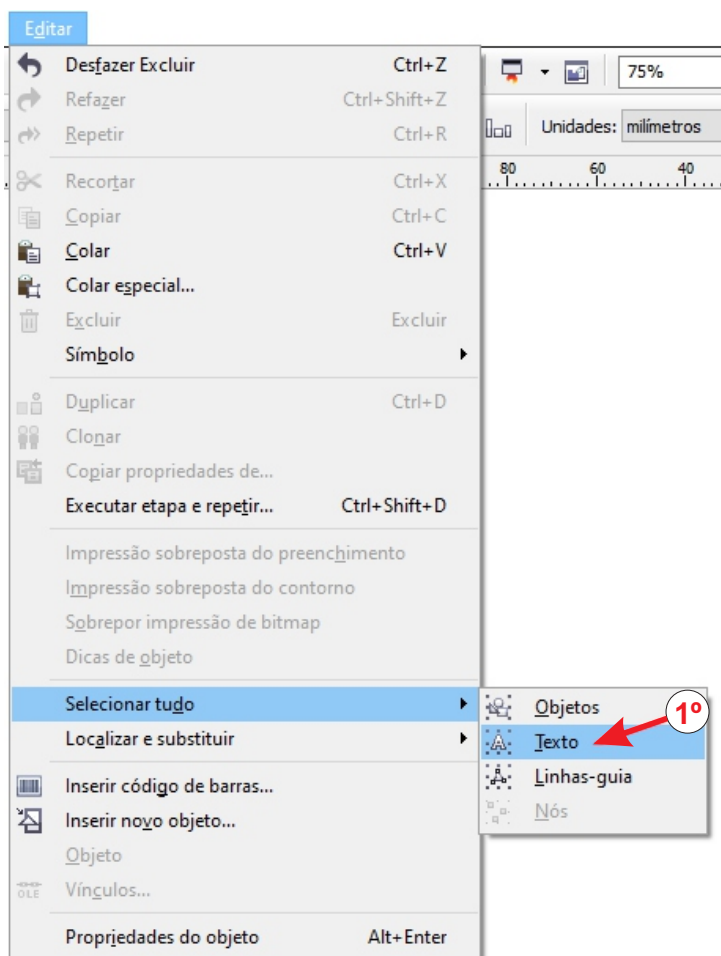 Editar
Desfazer Excluir Ctrl+Z
75%
Refazer Ctrl+Shift+Z
Repetir Ctrl+R
Unidades: milímetros
80 60 40
Recortar Ctrl+X
Copiar Ctrl+C
Colar Ctrl+V
Colar especial...
Excluir Excluir
Símbolo
Duplicar Ctrl+D
Clonar
Copiar propriedades de...
Executar etapa e repetir... Ctrl+Shift+D
Impressão sobreposta do preenchimento
Impressão sobreposta do contorno
Sobrepor impressão de bitmap
Dicas de objeto
Selecionar tudo
Objetos
1º
Localizar e substituir
Texto
Linhas-guia
Inserir código de barras...
Nós
Inserir novo objeto...
Objeto
OLE Vínculos...
Propriedades do objeto Alt+Enter